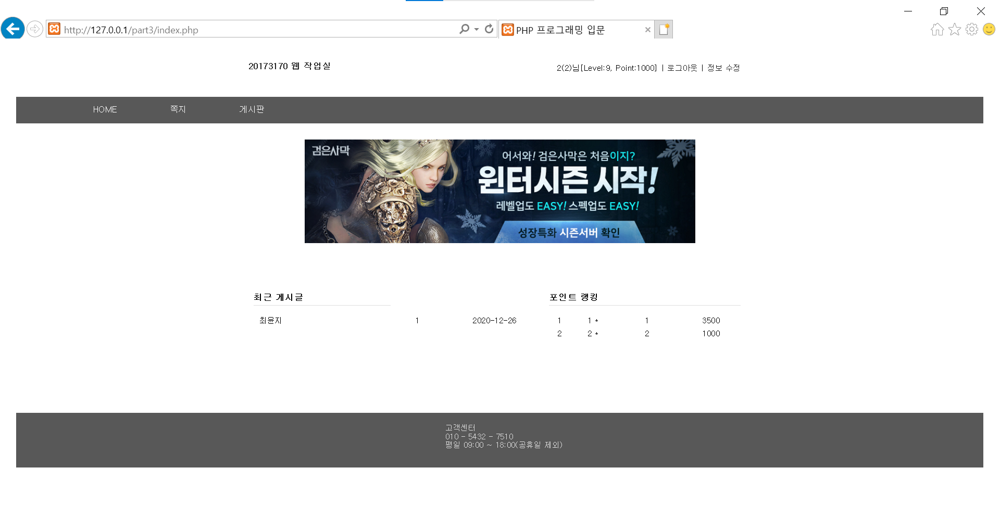 http://127.0.0.1/part3/index.php
PHP 프로그래밍 입문
20173170 웹 작업실
2(2)님[Level:9, Point:1000] | 로그아웃 | 정보 수정
HOME 쪽지 게시판
검은사막
어서와! 검은사막은 처음이지?
윈터시즌 시작!
레벨업도 EASY! 스펙업도 EASY!
성장특화 시즌서버 확인
최근 게시글
최윤지 1 2020-12-26
포인트 랭킹
1 1 * 1 3500
2 2 * 2 1000
고객센터
010 - 5432 - 7510
평일 09:00 ~ 18:00(공휴일 제외)